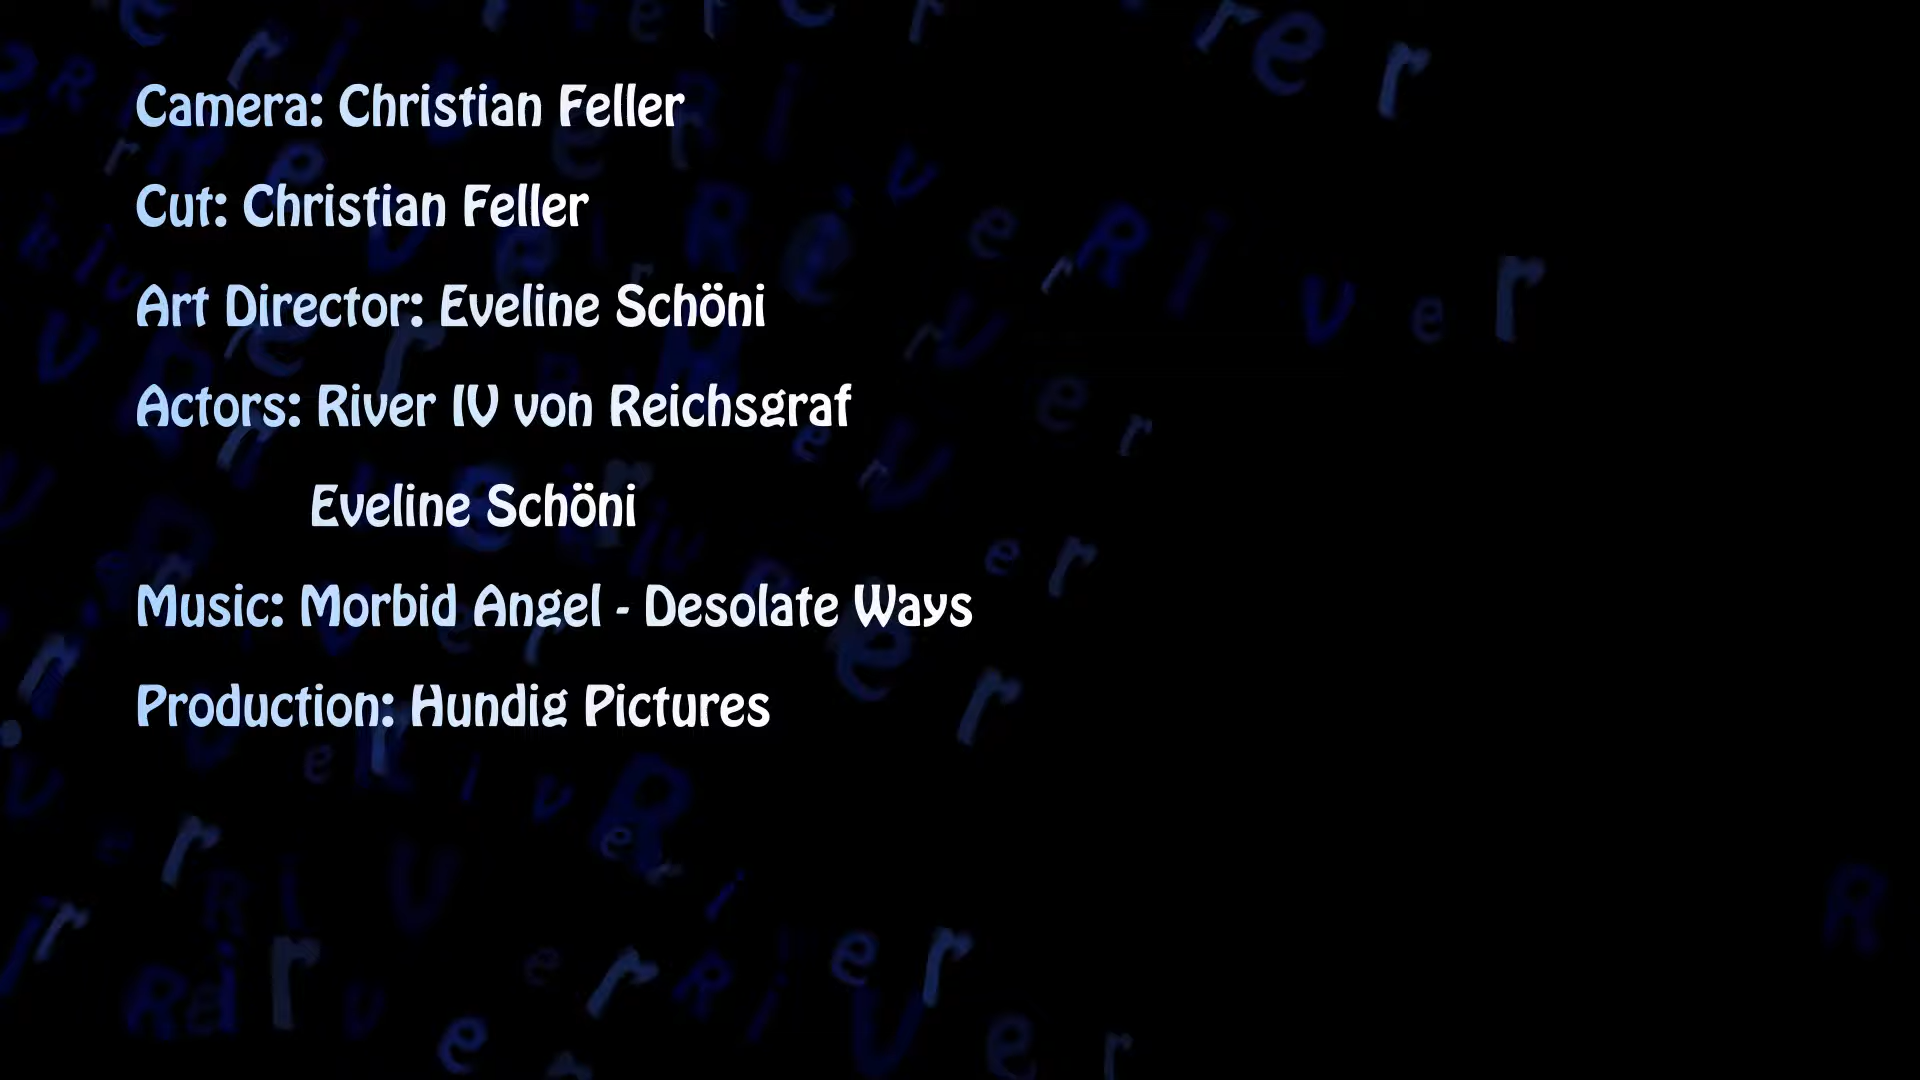 Camera: Christian Feller
Cut: Christian Feller
Art Director: Eveline Schöni
Actors: River IV von Reichsgraf
Eveline Schöni
Music: Morbid Angel - Desolate Ways
Production: Hundig Pictures